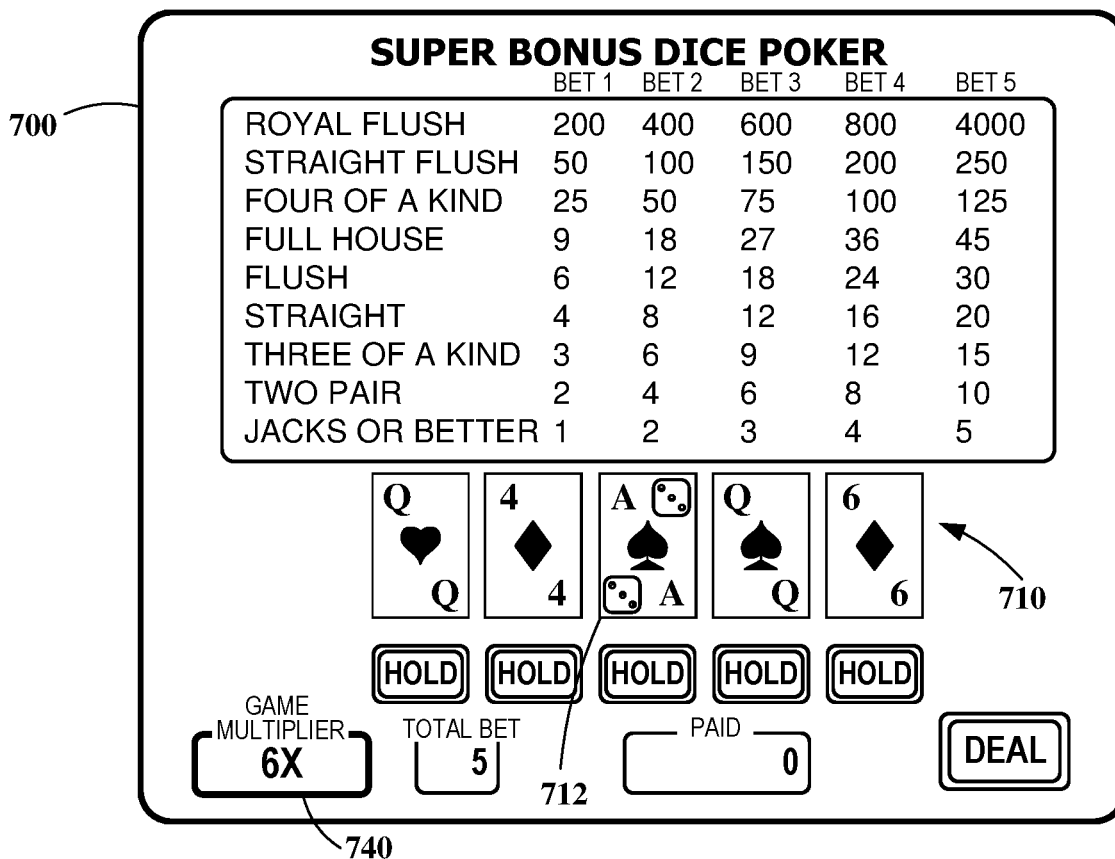 SUPER BONUS DICE POKER
BET 1 BET 2 BET 3 BET 4 BET 5
700
ROYAL FLUSH 200 400 600 800 4000
STRAIGHT FLUSH 50 100 150 200 250
FOUR OF A KIND 25 50 75 100 125
FULL HOUSE 9 18 27 36 45
FLUSH 6 12 18 24 30
STRAIGHT 4 8 12 16 20
THREE OF A KIND 3 6 9 12 15
TWO PAIR 2 4 6 8 10
JACKS OR BETTER 1 2 3 4 5
Q 4 A Q 6
Q 4 A Q 6
710
HOLD HOLD HOLD HOLD HOLD
GAME
MULTIPLIER TOTAL BET PAID
6X 5 0 DEAL
712
740